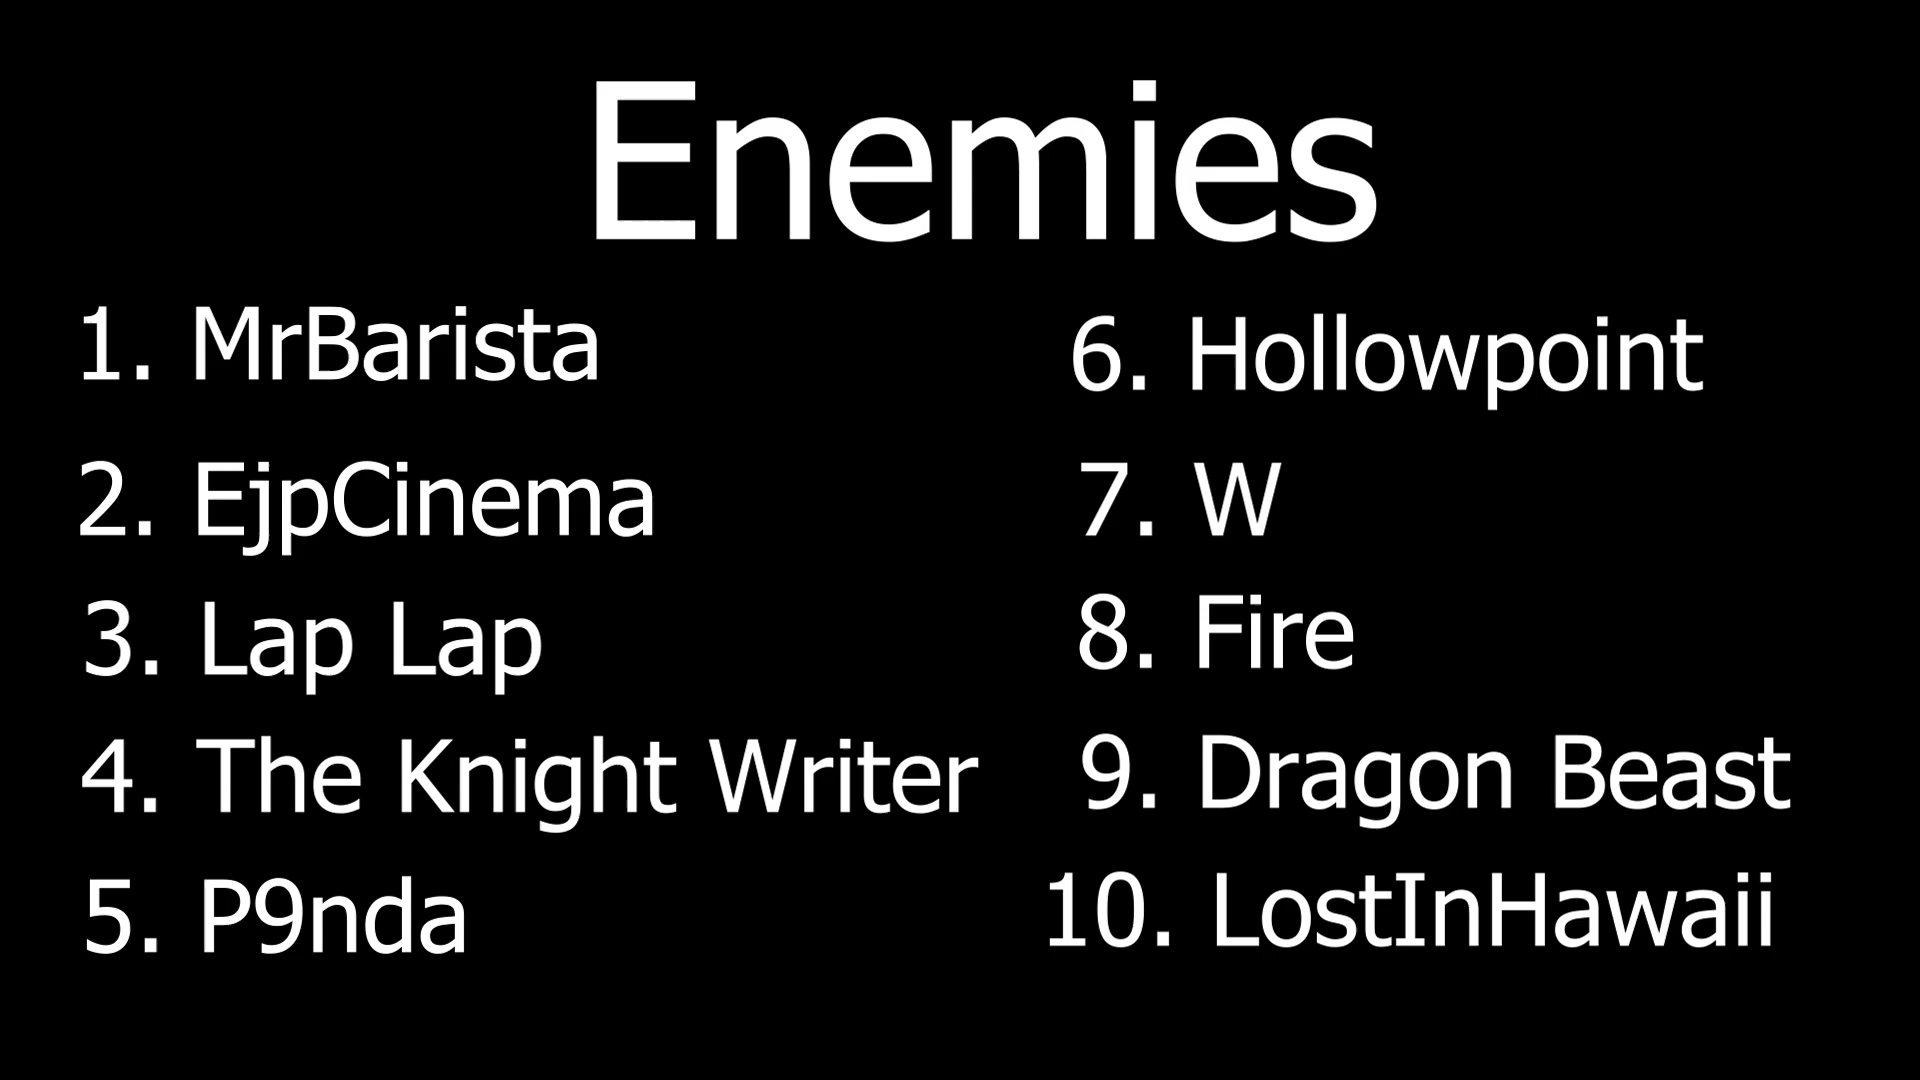 Enemies
1. MrBarista
2. EjpCinema
3. Lap Lap
4. The Knight Writer
5. P9nda
6. Hollowpoint
7. W
8. Fire
9. Dragon Beast
10. LostInHawaii